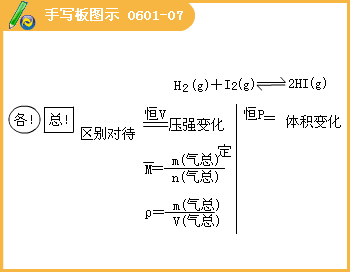 手写板图示 0601-07
H₂(g)+I₂(g)⇌2HI(g)
各! 总! 区别对待 恒V 压强变化 恒P= 体积变化
M̅=m(气总)/n(气总) 定
ρ=m(气总)/V(气总)